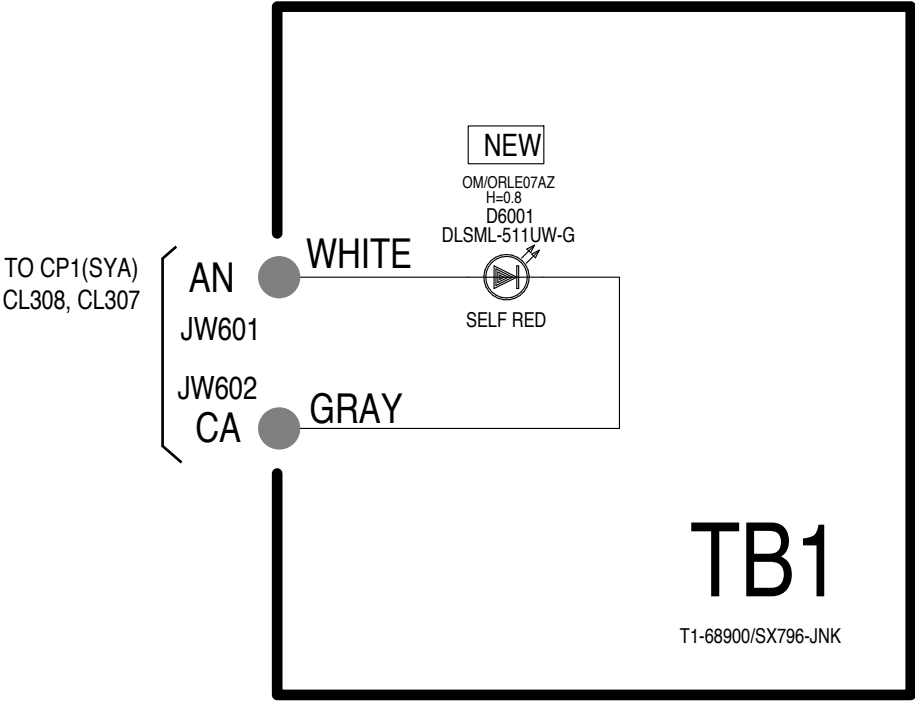 NEW
OM/ORLE07AZ
H=0.8
D6001
DLSML-511UW-G
SELF RED
TO CP1(SYA)
CL308, CL307
AN
WHITE
JW601
JW602
CA
GRAY
TB1
T1-68900/SX796-JNK